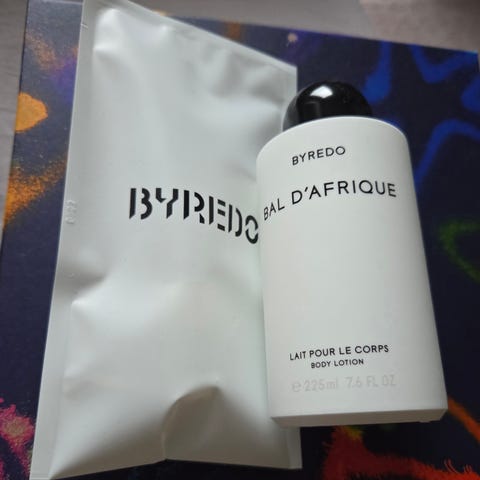 BYREDO
BYREDO
BAL D'AFRIQUE
LAIT POUR LE CORPS
BODY LOTION
e 225ml 7.6 FL OZ